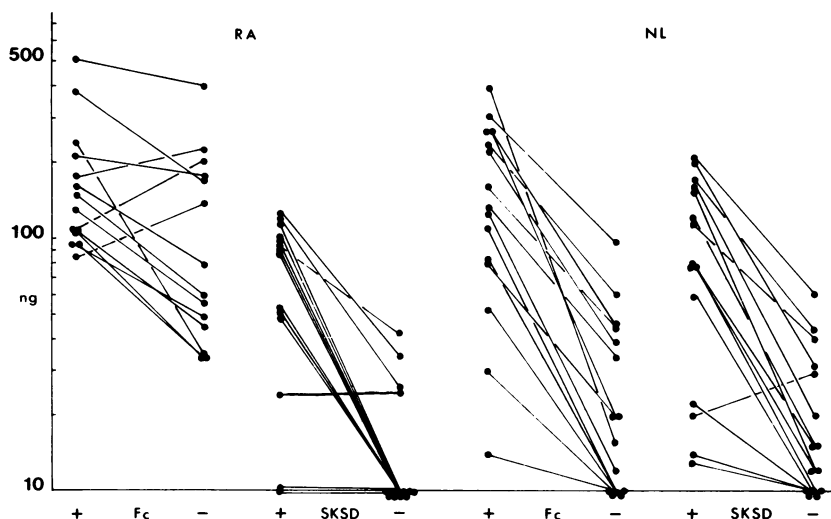 500
RA
NL
100
ng
10
+ Fc − + SKSD − + Fc − + SKSD −